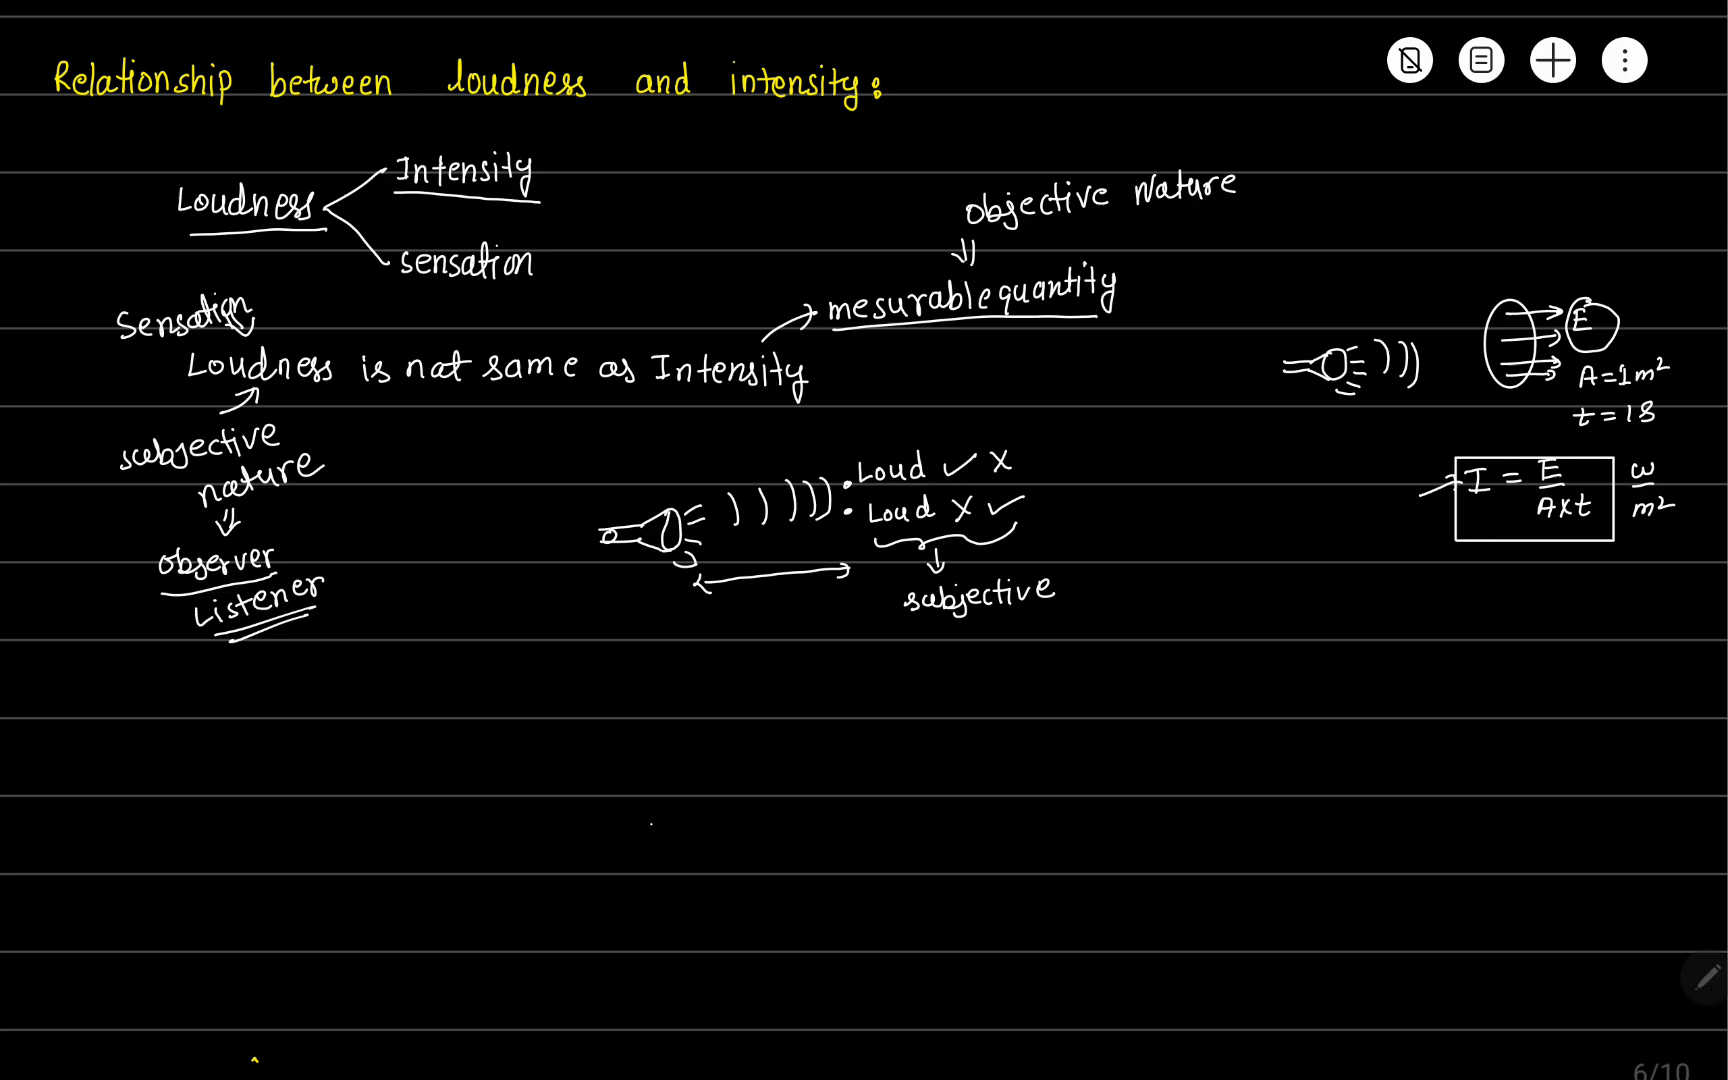 Relationship between loudness and intensity:
Loudness
Intensity
sensation
objective Nature
mesurable quantity
Sensation
Loudness is not same as Intensity
subjective
nature
observer
Listener
Loud ✓ X
Loud X ✓
subjective
E
A=1m²
t=1s
I = E/A×t w/m²
6/10